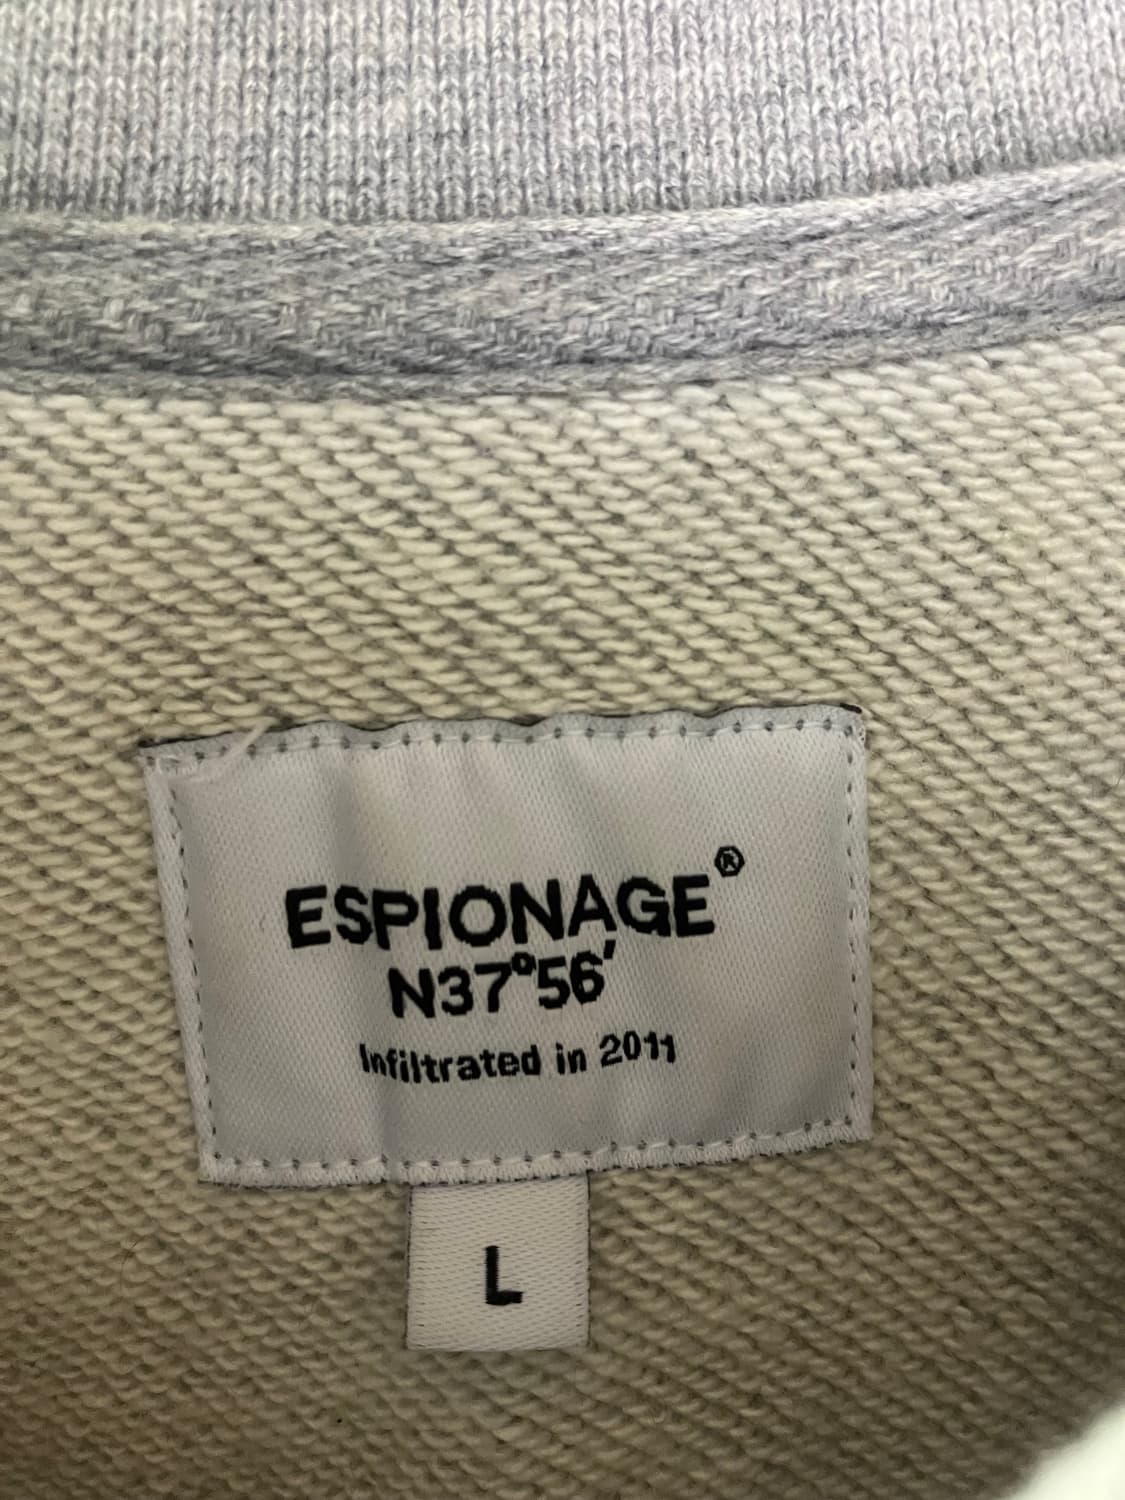 ESPIONAGE®
N37°56'
Infiltrated in 2011
L